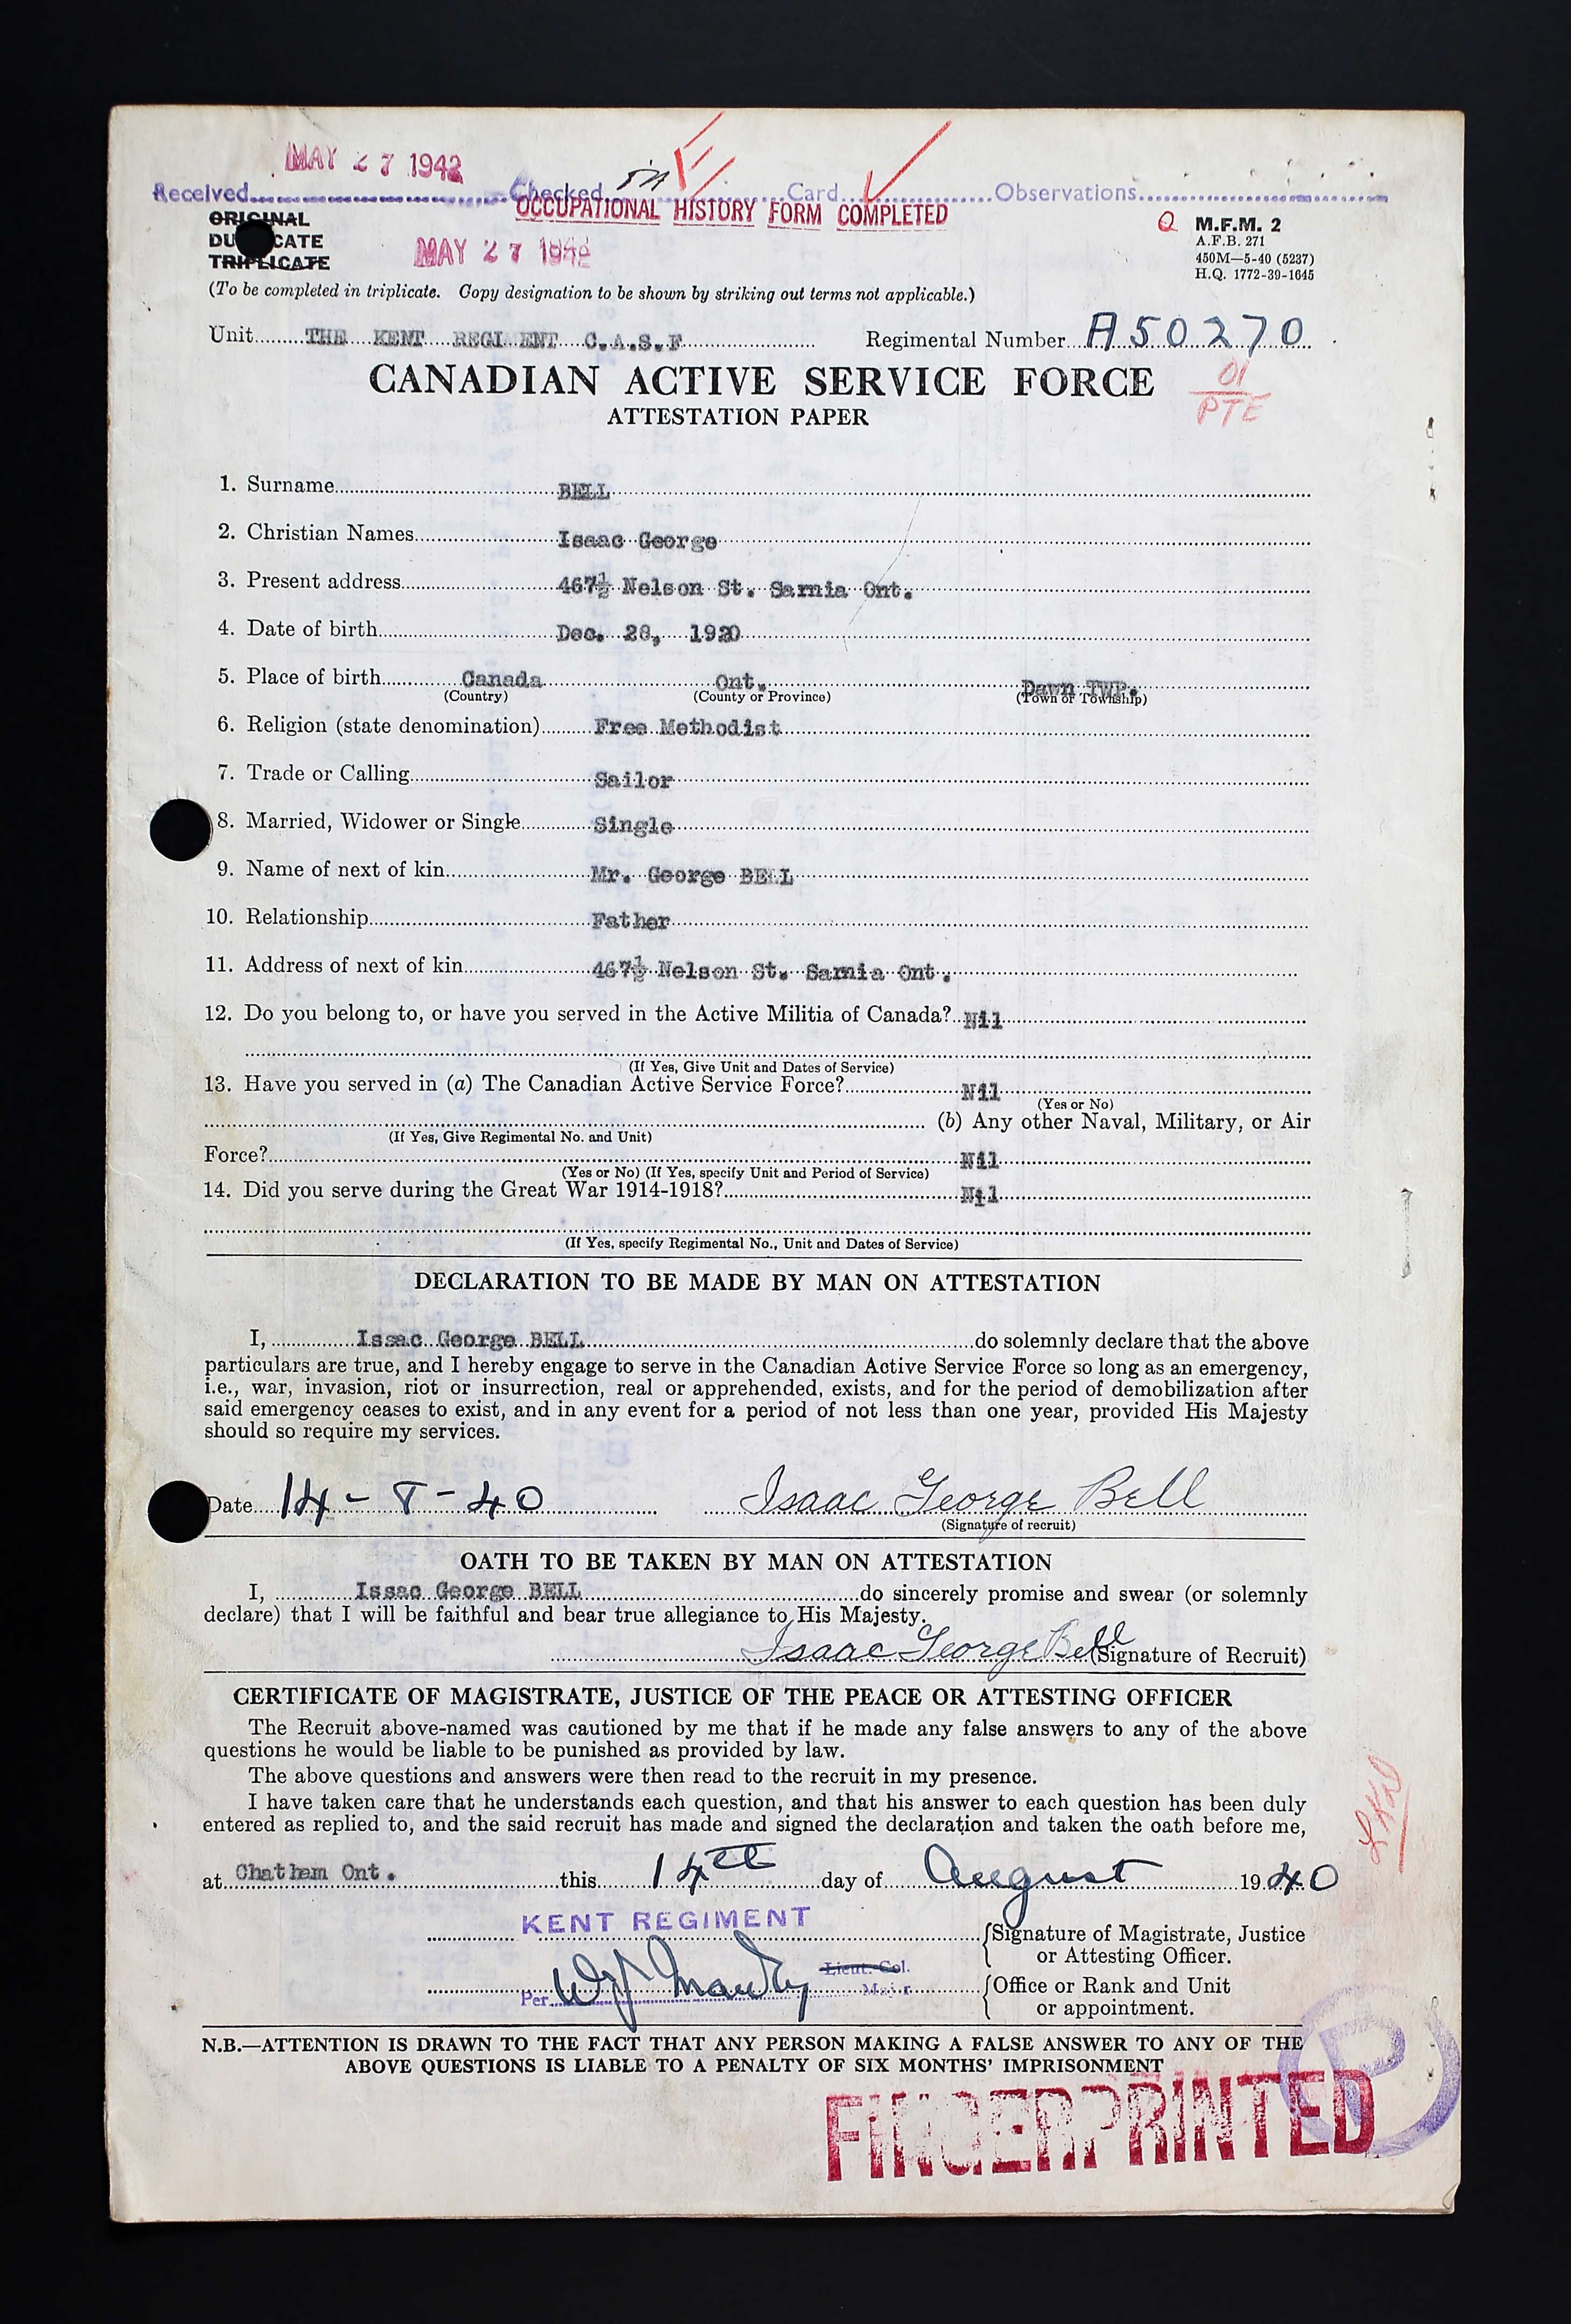 MAY 27 1942
Received Checked in E Card Observations
OCCUPATIONAL HISTORY FORM COMPLETED
ORIGINAL
DUPLICATE
TRIPLICATE
MAY 27 1942
Q M.F.M. 2
A.F.B. 271
450M—5-40 (5237)
H.Q. 1772-39-1645
(To be completed in triplicate. Copy designation to be shown by striking out terms not applicable.)
Unit THE KENT REGIMENT C.A.S.F Regimental Number A50270
CANADIAN ACTIVE SERVICE FORCE
01
PTE
ATTESTATION PAPER
1. Surname BELL
2. Christian Names Isaac George
3. Present address 467½ Nelson St. Sarnia Ont.
4. Date of birth Dec. 28, 1920
5. Place of birth Canada Ont. Dawn TWP.
(Country) (County or Province) (Town or Township)
6. Religion (state denomination) Free Methodist
7. Trade or Calling Sailor
8. Married, Widower or Single Single
9. Name of next of kin Mr. George BELL
10. Relationship Father
11. Address of next of kin 467½ Nelson St. Sarnia Ont.
12. Do you belong to, or have you served in the Active Militia of Canada? Nil
(If Yes, Give Unit and Dates of Service)
13. Have you served in (a) The Canadian Active Service Force? Nil
(Yes or No)
(b) Any other Naval, Military, or Air
(If Yes, Give Regimental No. and Unit)
Force? Nil
(Yes or No) (If Yes, specify Unit and Period of Service)
14. Did you serve during the Great War 1914-1918? Nil
(If Yes, specify Regimental No., Unit and Dates of Service)
DECLARATION TO BE MADE BY MAN ON ATTESTATION
I, Issac George BELL do solemnly declare that the above
particulars are true, and I hereby engage to serve in the Canadian Active Service Force so long as an emergency,
i.e., war, invasion, riot or insurrection, real or apprehended, exists, and for the period of demobilization after
said emergency ceases to exist, and in any event for a period of not less than one year, provided His Majesty
should so require my services.
Date 14-8-40 Isaac George Bell
(Signature of recruit)
OATH TO BE TAKEN BY MAN ON ATTESTATION
I, Issac George BELL do sincerely promise and swear (or solemnly
declare) that I will be faithful and bear true allegiance to His Majesty.
Isaac George Bell (Signature of Recruit)
CERTIFICATE OF MAGISTRATE, JUSTICE OF THE PEACE OR ATTESTING OFFICER
The Recruit above-named was cautioned by me that if he made any false answers to any of the above
questions he would be liable to be punished as provided by law.
The above questions and answers were then read to the recruit in my presence.
I have taken care that he understands each question, and that his answer to each question has been duly
entered as replied to, and the said recruit has made and signed the declaration and taken the oath before me,
at Chatham Ont. this 14th day of August 1940
KENT REGIMENT
Signature of Magistrate, Justice
or Attesting Officer.
Lieut. Col.
Per Major
Office or Rank and Unit
or appointment.
N.B.—ATTENTION IS DRAWN TO THE FACT THAT ANY PERSON MAKING A FALSE ANSWER TO ANY OF THE
ABOVE QUESTIONS IS LIABLE TO A PENALTY OF SIX MONTHS' IMPRISONMENT
P
FINGERPRINTED